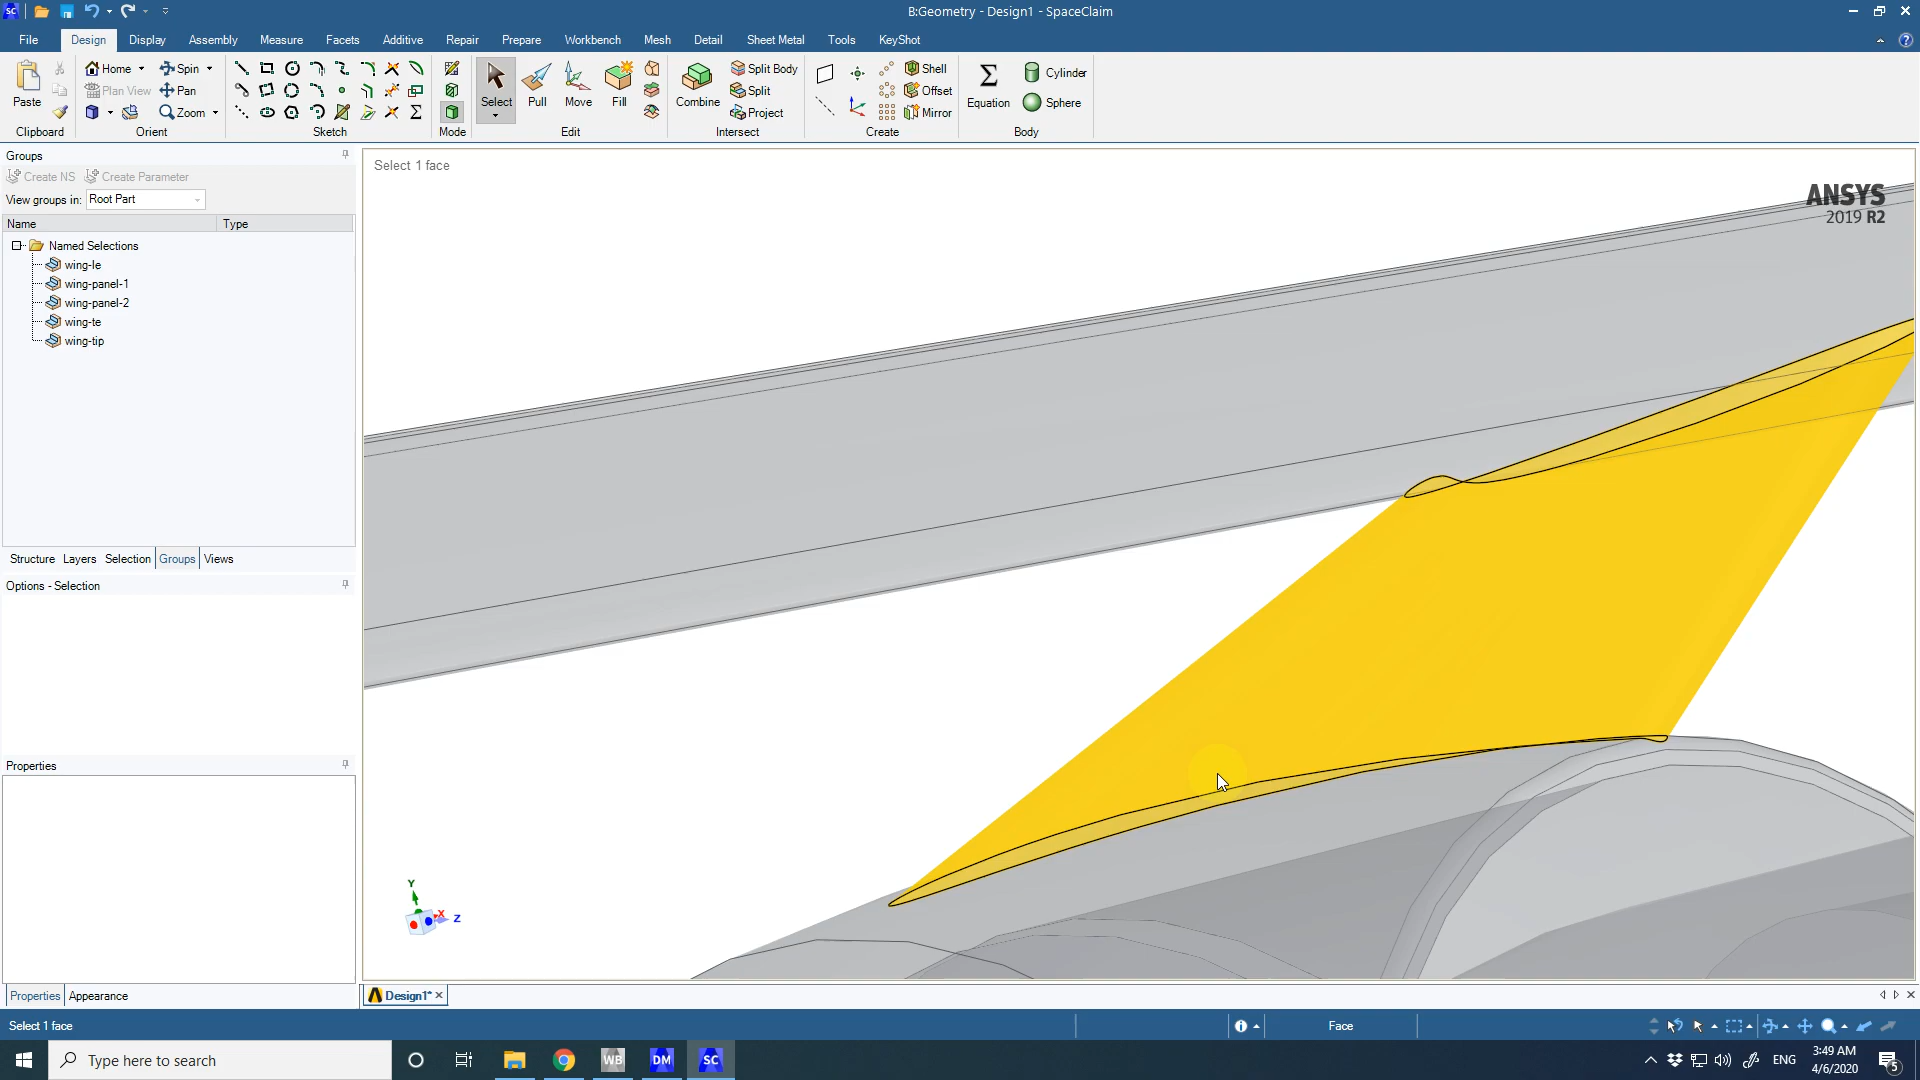 B:Geometry - Design1 - SpaceClaim
File Design Display Assembly Measure Facets Additive Repair Prepare Workbench Mesh Detail Sheet Metal Tools KeyShot
Paste
Clipboard
Home Spin
Plan View Pan
Zoom
Orient
Sketch
Mode
Select Pull Move Fill
Edit
Combine
Split Body
Split
Project
Intersect
Shell
Offset
Mirror
Create
Equation
Cylinder
Sphere
Body
Groups
Create NS Create Parameter
View groups in: Root Part
Name Type
Named Selections
wing-le
wing-panel-1
wing-panel-2
wing-te
wing-tip
Structure Layers Selection Groups Views
Options - Selection
Properties
Properties Appearance
Select 1 face
ANSYS
2019 R2
Y
X
Z
Design1*
Select 1 face
Face
Type here to search
WB DM SC
ENG
3:49 AM
4/6/2020
5